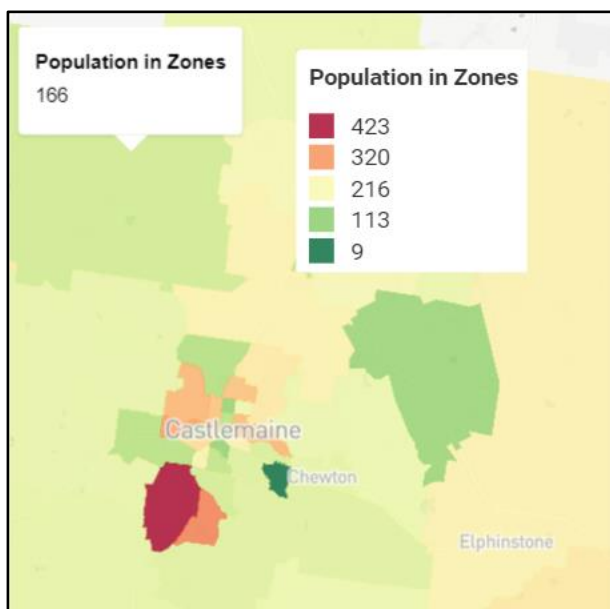 Population in Zones
166
Population in Zones
423
320
216
113
9
Castlemaine
Chewton
Elphinstone